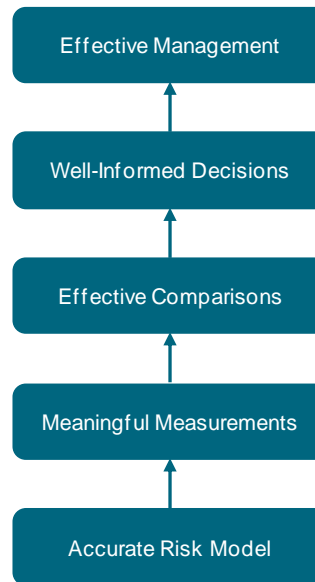 Effective Management
Well-Informed Decisions
Effective Comparisons
Meaningful Measurements
Accurate Risk Model